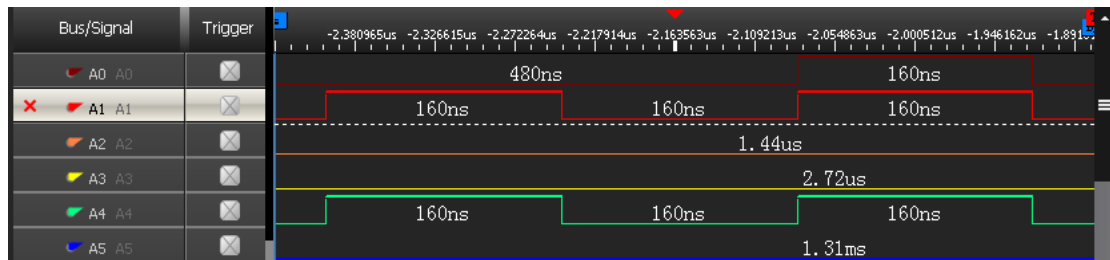 Bus/Signal Trigger
-2.380965us -2.326615us -2.272264us -2.217914us -2.163563us -2.109213us -2.054863us -2.000512us -1.946162us
A0 A0 480ns 160ns
A1 A1 160ns 160ns 160ns
A2 A2 1.44us
A3 A3 2.72us
A4 A4 160ns 160ns 160ns
A5 A5 1.31ms